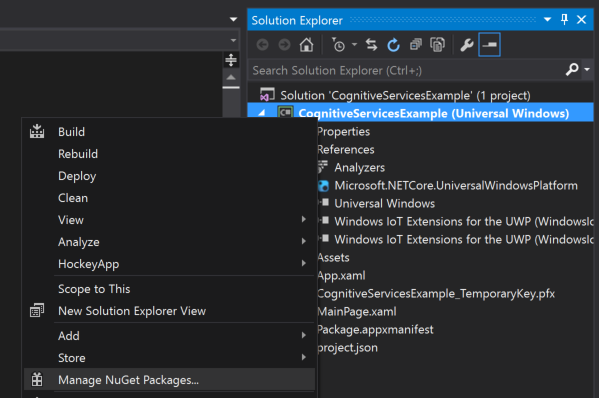 Solution Explorer
Search Solution Explorer (Ctrl+;)
Solution 'CognitiveServicesExample' (1 project)
CognitiveServicesExample (Universal Windows)
Properties
References
Analyzers
Microsoft.NETCore.UniversalWindowsPlatform
Universal Windows
Windows IoT Extensions for the UWP (WindowsIo
Windows IoT Extensions for the UWP (WindowsIo
Assets
App.xaml
CognitiveServicesExample_TemporaryKey.pfx
MainPage.xaml
Package.appxmanifest
project.json
Build
Rebuild
Deploy
Clean
View
Analyze
HockeyApp
Scope to This
New Solution Explorer View
Add
Store
Manage NuGet Packages...